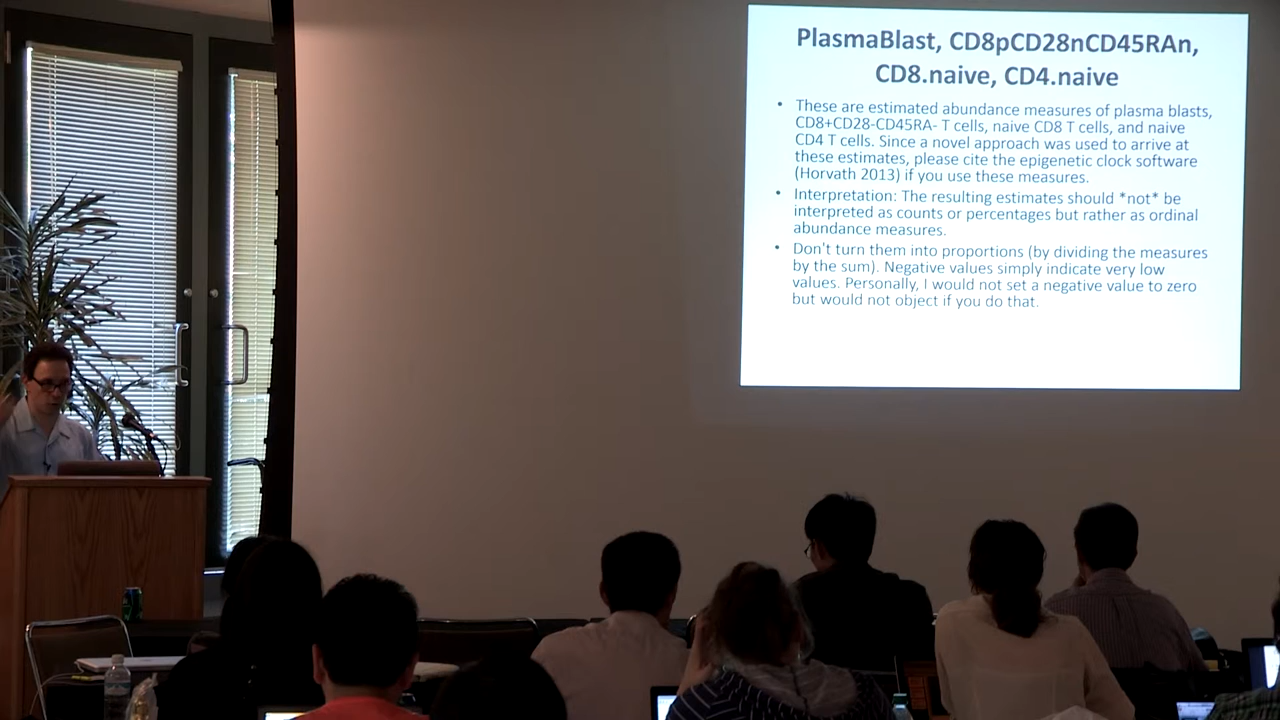 PlasmaBlast, CD8pCD28nCD45RAn,
CD8.naive, CD4.naive
• These are estimated abundance measures of plasma blasts,
CD8+CD28-CD45RA- T cells, naive CD8 T cells, and naive
CD4 T cells. Since a novel approach was used to arrive at
these estimates, please cite the epigenetic clock software
(Horvath 2013) if you use these measures.
• Interpretation: The resulting estimates should *not* be
interpreted as counts or percentages but rather as ordinal
abundance measures.
• Don't turn them into proportions (by dividing the measures
by the sum). Negative values simply indicate very low
values. Personally, I would not set a negative value to zero
but would not object if you do that.